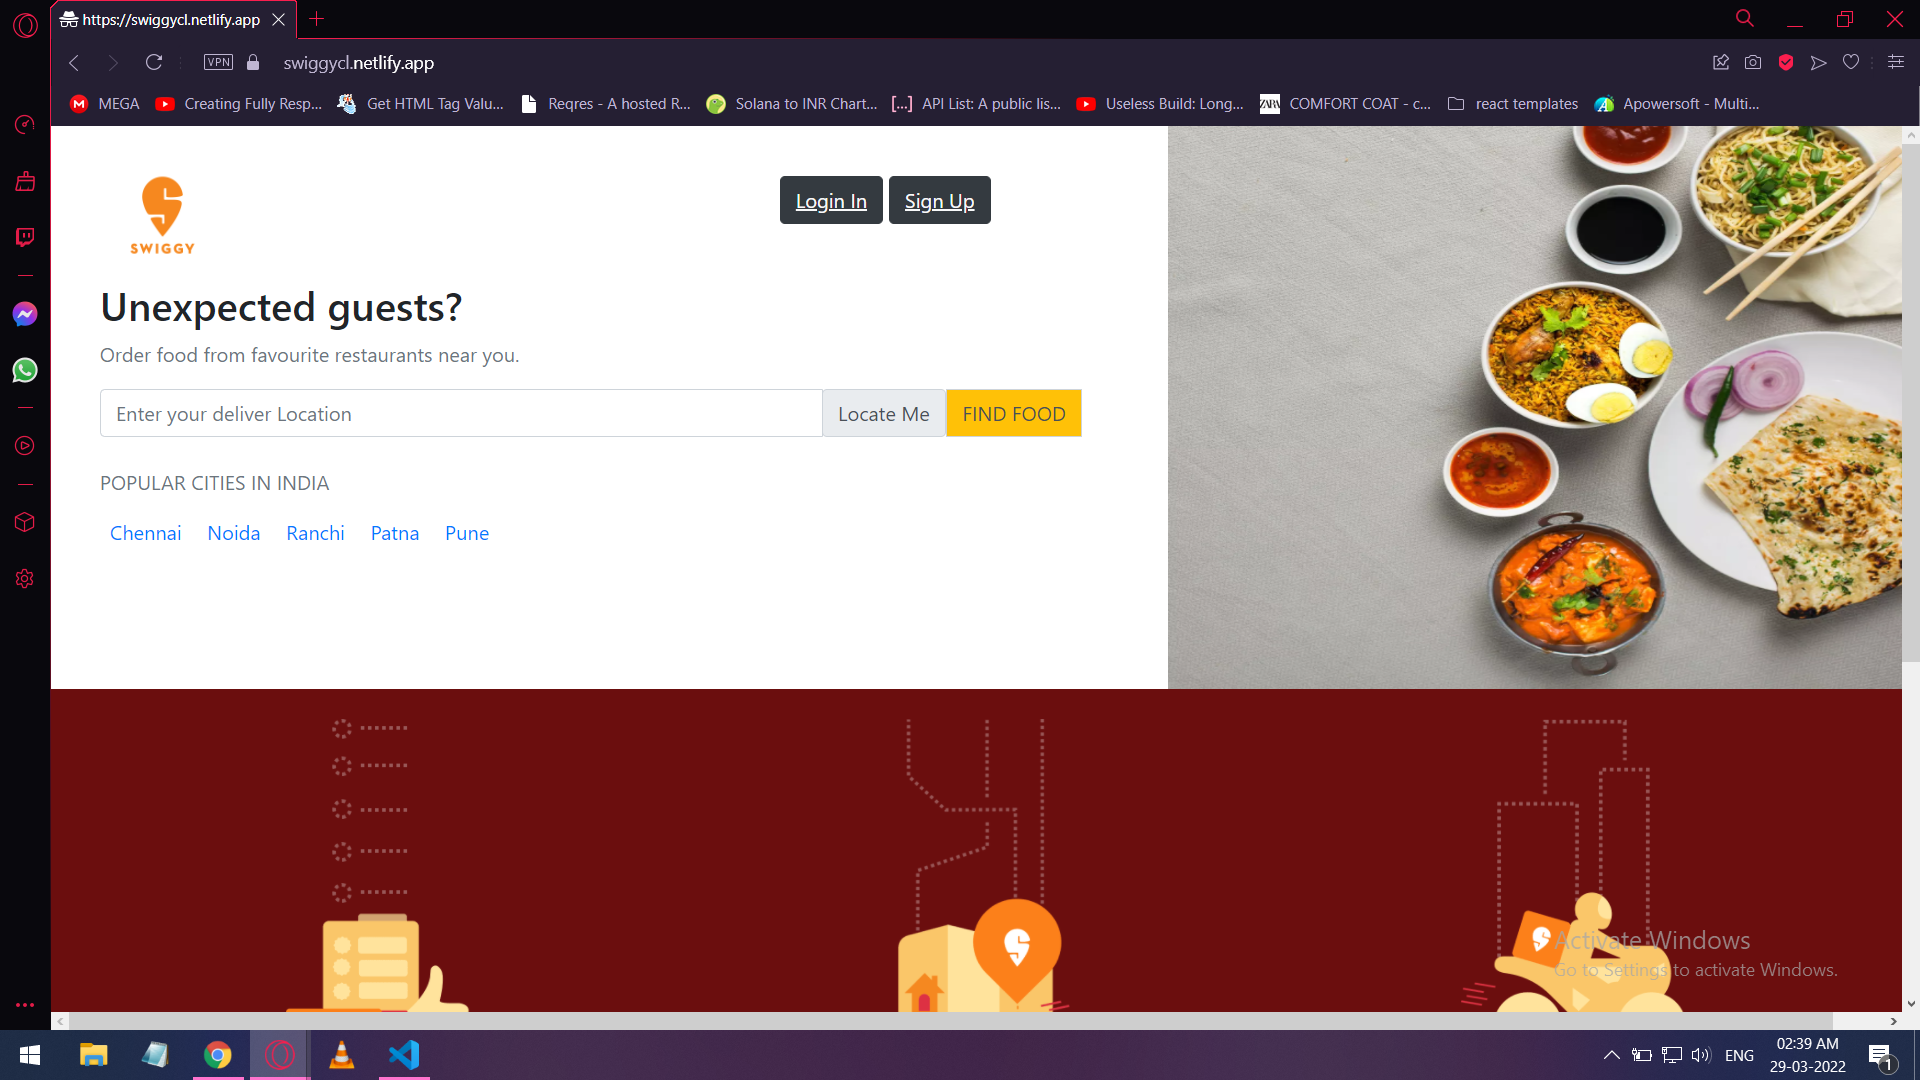 https://swiggycl.netlify.app
VPN
swiggycl.netlify.app
MEGA
Creating Fully Resp...
Get HTML Tag Valu...
Reqres - A hosted R...
Solana to INR Chart...
[...] API List: A public lis...
Useless Build: Long...
ZARA COMFORT COAT - c...
react templates
Apowersoft - Multi...
SWIGGY
Login In
Sign Up
Unexpected guests?
Order food from favourite restaurants near you.
Enter your deliver Location
Locate Me
FIND FOOD
POPULAR CITIES IN INDIA
Chennai Noida Ranchi Patna Pune
Activate Windows
Go to Settings to activate Windows.
ENG
02:39 AM
29-03-2022
1